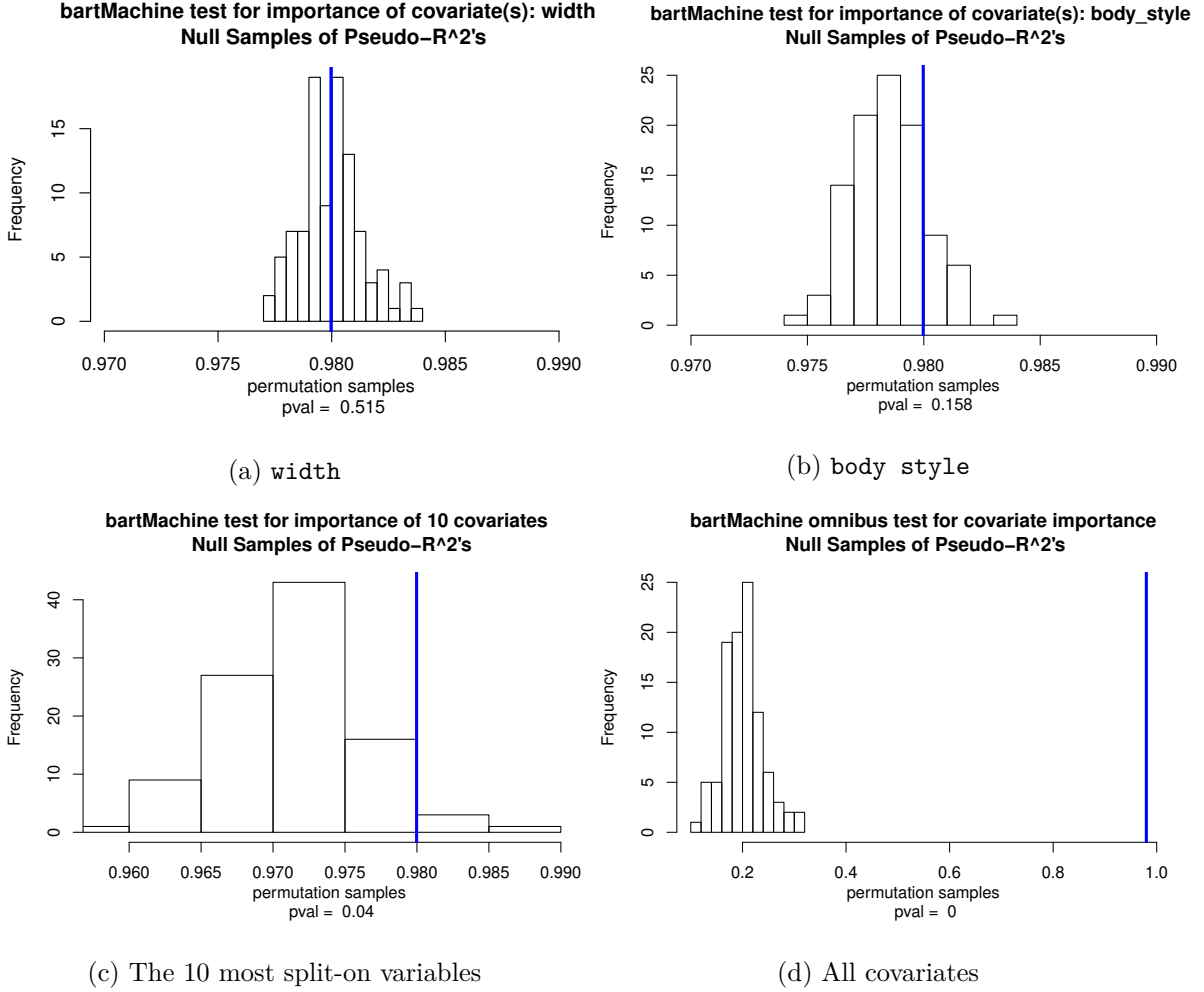 bartMachine test for importance of covariate(s): width
Null Samples of Pseudo−R^2's
Frequency
0
5
10
15
0.970 0.975 0.980 0.985 0.990
permutation samples
pval = 0.515
(a) width
bartMachine test for importance of covariate(s): body_style
Null Samples of Pseudo−R^2's
Frequency
0
5
10
15
20
25
0.970 0.975 0.980 0.985 0.990
permutation samples
pval = 0.158
(b) body style
bartMachine test for importance of 10 covariates
Null Samples of Pseudo−R^2's
Frequency
0
10
20
30
40
0.960 0.965 0.970 0.975 0.980 0.985 0.990
permutation samples
pval = 0.04
(c) The 10 most split-on variables
bartMachine omnibus test for covariate importance
Null Samples of Pseudo−R^2's
Frequency
0
5
10
15
20
25
0.2 0.4 0.6 0.8 1.0
permutation samples
pval = 0
(d) All covariates